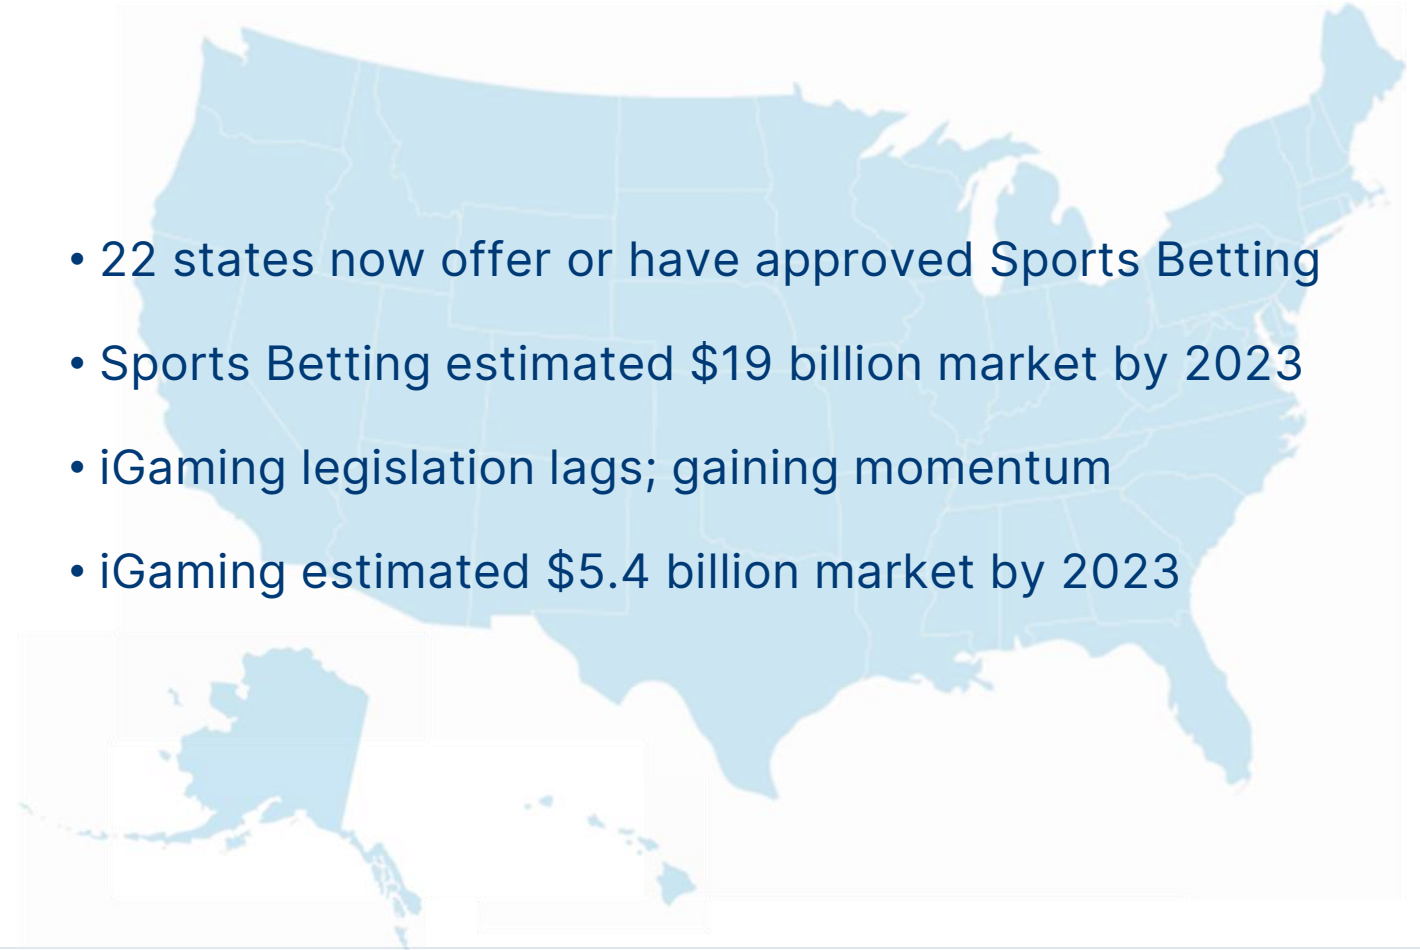 • 22 states now offer or have approved Sports Betting
• Sports Betting estimated $19 billion market by 2023
• iGaming legislation lags; gaining momentum
• iGaming estimated $5.4 billion market by 2023